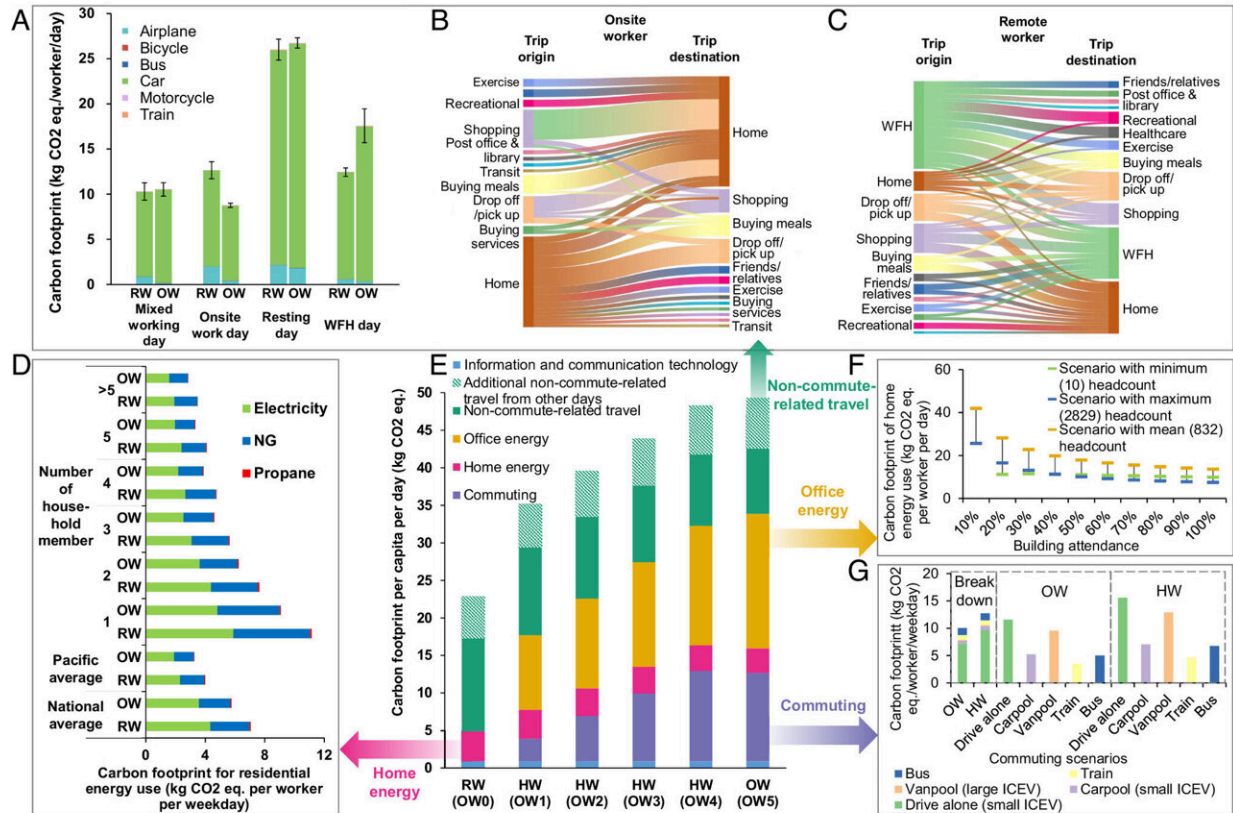 A
Carbon footprint (kg CO2 eq./worker/day)
30
25
20
15
10
5
0
Airplane
Bicycle
Bus
Car
Motorcycle
Train
RW OW RW OW RW OW RW OW
Mixed working day
Onsite work day
Resting day
WFH day
B
Onsite worker
Trip origin
Trip destination
Exercise
Recreational
Shopping
Post office & library
Transit
Buying meals
Drop off /pick up
Buying services
Home
Home
Shopping
Buying meals
Drop off/ pick up
Friends/ relatives
Exercise
Buying services
Transit
C
Remote worker
Trip origin
Trip destination
WFH
Home
Drop off/ pick up
Shopping
Buying meals
Friends/ relatives
Exercise
Recreational
Friends/relatives
Post office & library
Recreational
Healthcare
Exercise
Buying meals
Drop off/ pick up
Shopping
WFH
Home
D
Number of house-hold member
>5
OW
RW
5
OW
RW
4
OW
RW
3
OW
RW
2
OW
RW
1
OW
RW
Pacific average
OW
RW
National average
OW
RW
Electricity
NG
Propane
0 4 8 12
Carbon footprint for residential
energy use (kg CO2 eq. per worker
per weekday)
E
Carbon footprint per capita per day (kg CO2 eq.)
50
45
40
35
30
25
20
15
10
5
0
Information and communication technology
Additional non-commute-related
travel from other days
Non-commute-related travel
Office energy
Home energy
Commuting
RW HW HW HW HW OW
(OW0) (OW1) (OW2) (OW3) (OW4) (OW5)
Non-commute-
related travel
Office
energy
Commuting
Home
energy
F
Carbon footprint of home
energy use (kg CO2 eq.
per worker per day)
60
40
20
0
Scenario with minimum
(10) headcount
Scenario with maximum
(2829) headcount
Scenario with mean (832)
headcount
10% 20% 30% 40% 50% 60% 70% 80% 90% 100%
Building attendance
G
Carbon footprintt (kg CO2
eq./worker/weekday)
20
15
10
5
0
Break down
OW
HW
OW
HW
Drive alone
Carpool
Vanpool
Train
Bus
Drive alone
Carpool
Vanpool
Train
Bus
Commuting scenarios
Bus
Train
Vanpool (large ICEV)
Carpool (small ICEV)
Drive alone (small ICEV)